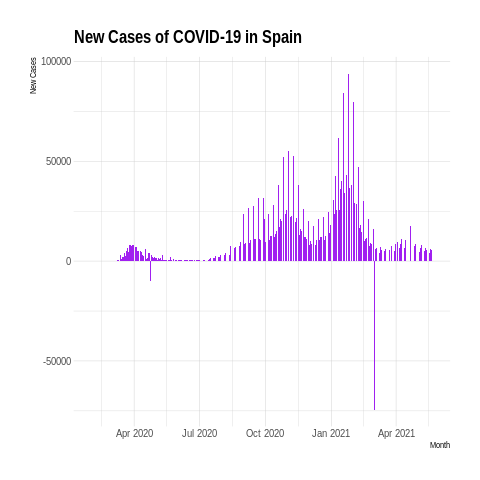 New Cases of COVID-19 in Spain
New Cases
100000
50000
0
-50000
Apr 2020 Jul 2020 Oct 2020 Jan 2021 Apr 2021
Month